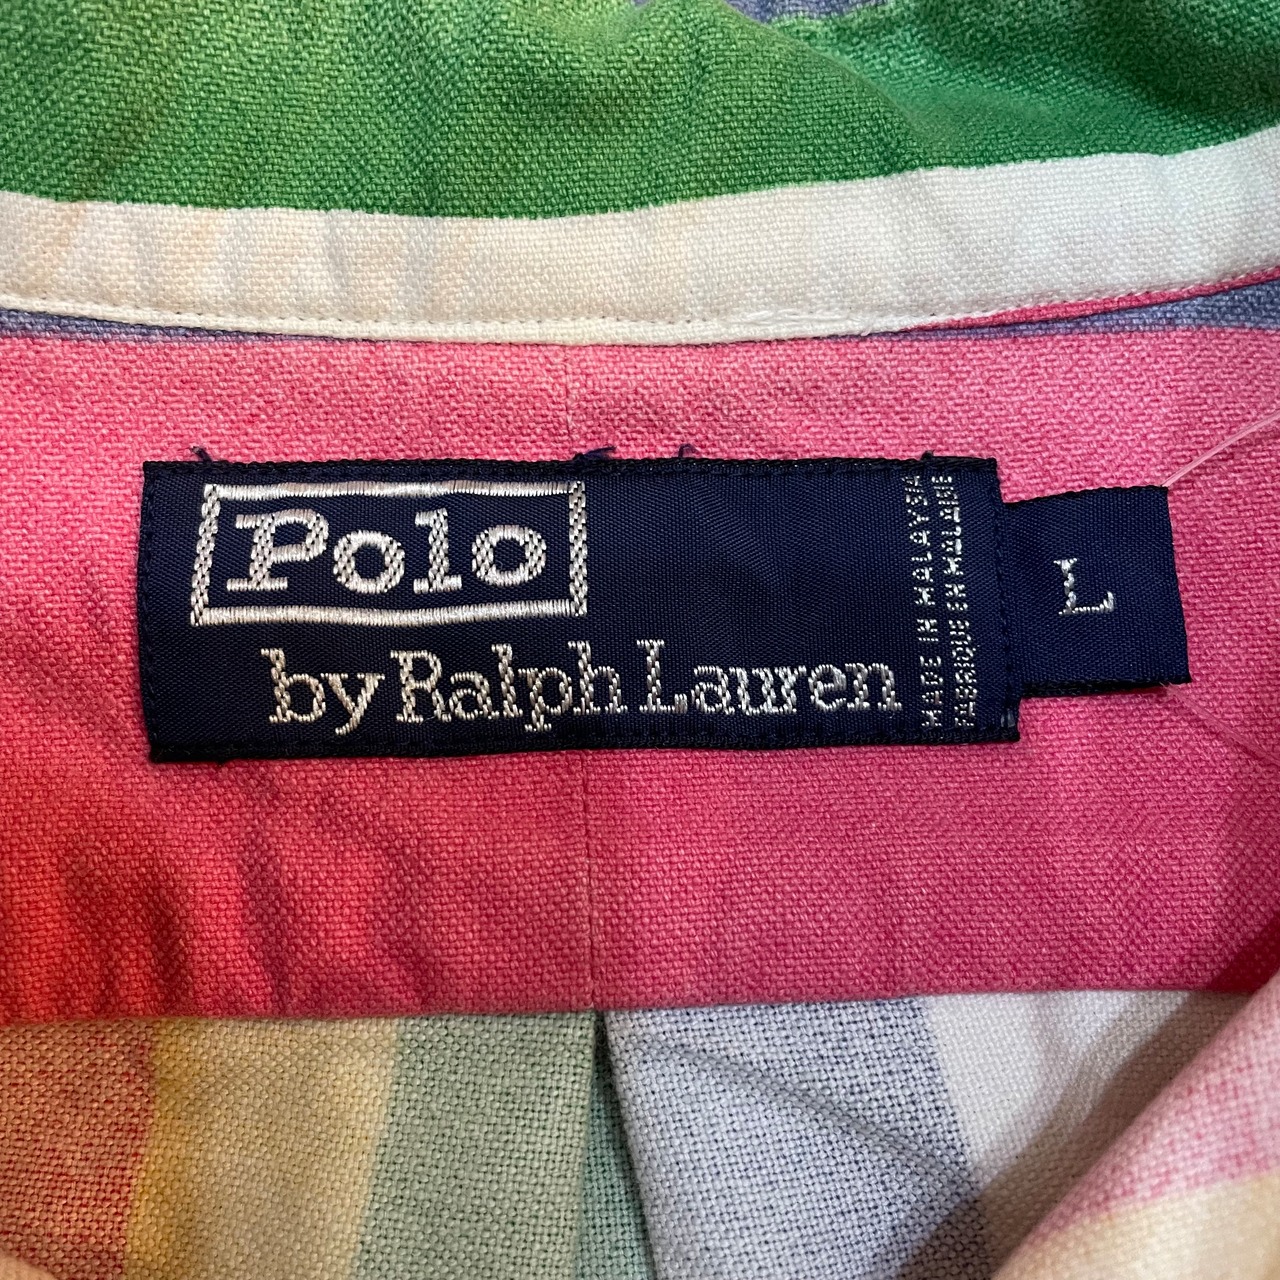 Polo
by Ralph Lauren
MADE IN MALAYSIA
FABRIQUE EN MALAISIE
L